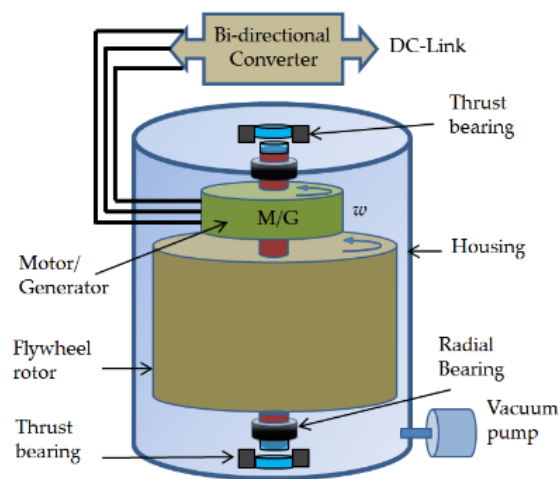 Bi-directional
Converter
DC-Link
Thrust
bearing
M/G
w
Motor/
Generator
Housing
Flywheel
rotor
Radial
Bearing
Thrust
bearing
Vacuum
pump